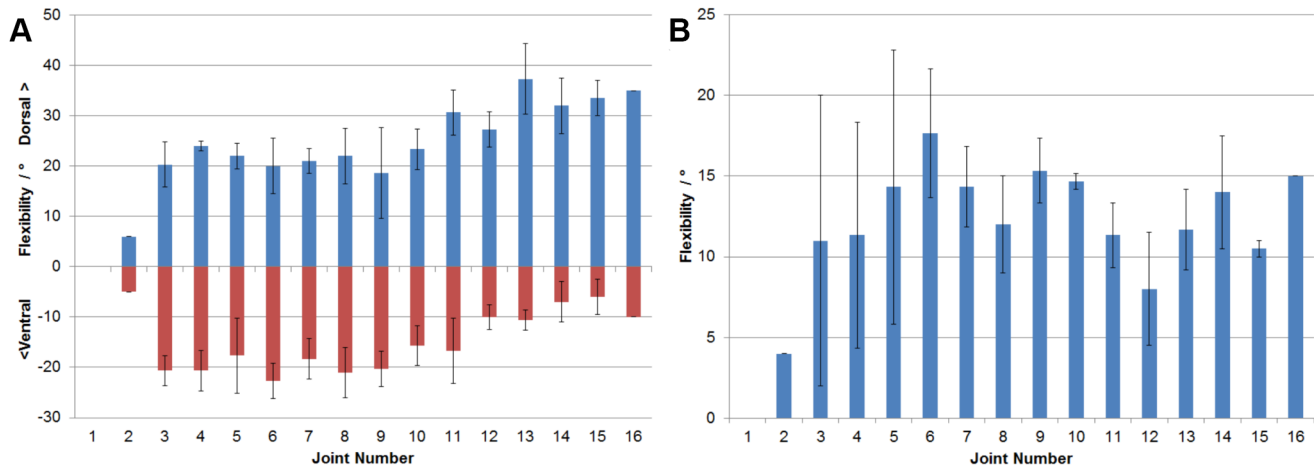 A
50
40
30
20
10
0
-10
-20
-30
Flexibility / °  Dorsal >
<Ventral
1 2 3 4 5 6 7 8 9 10 11 12 13 14 15 16
Joint Number
B
25
20
15
10
5
0
Flexibility / °
1 2 3 4 5 6 7 8 9 10 11 12 13 14 15 16
Joint Number